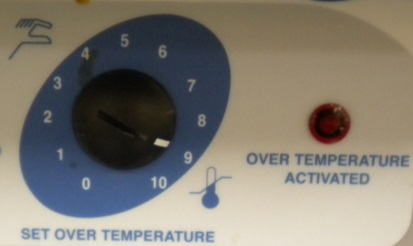 5
4 6
3 7
2 8
1 9
0 10
OVER TEMPERATURE
ACTIVATED
SET OVER TEMPERATURE